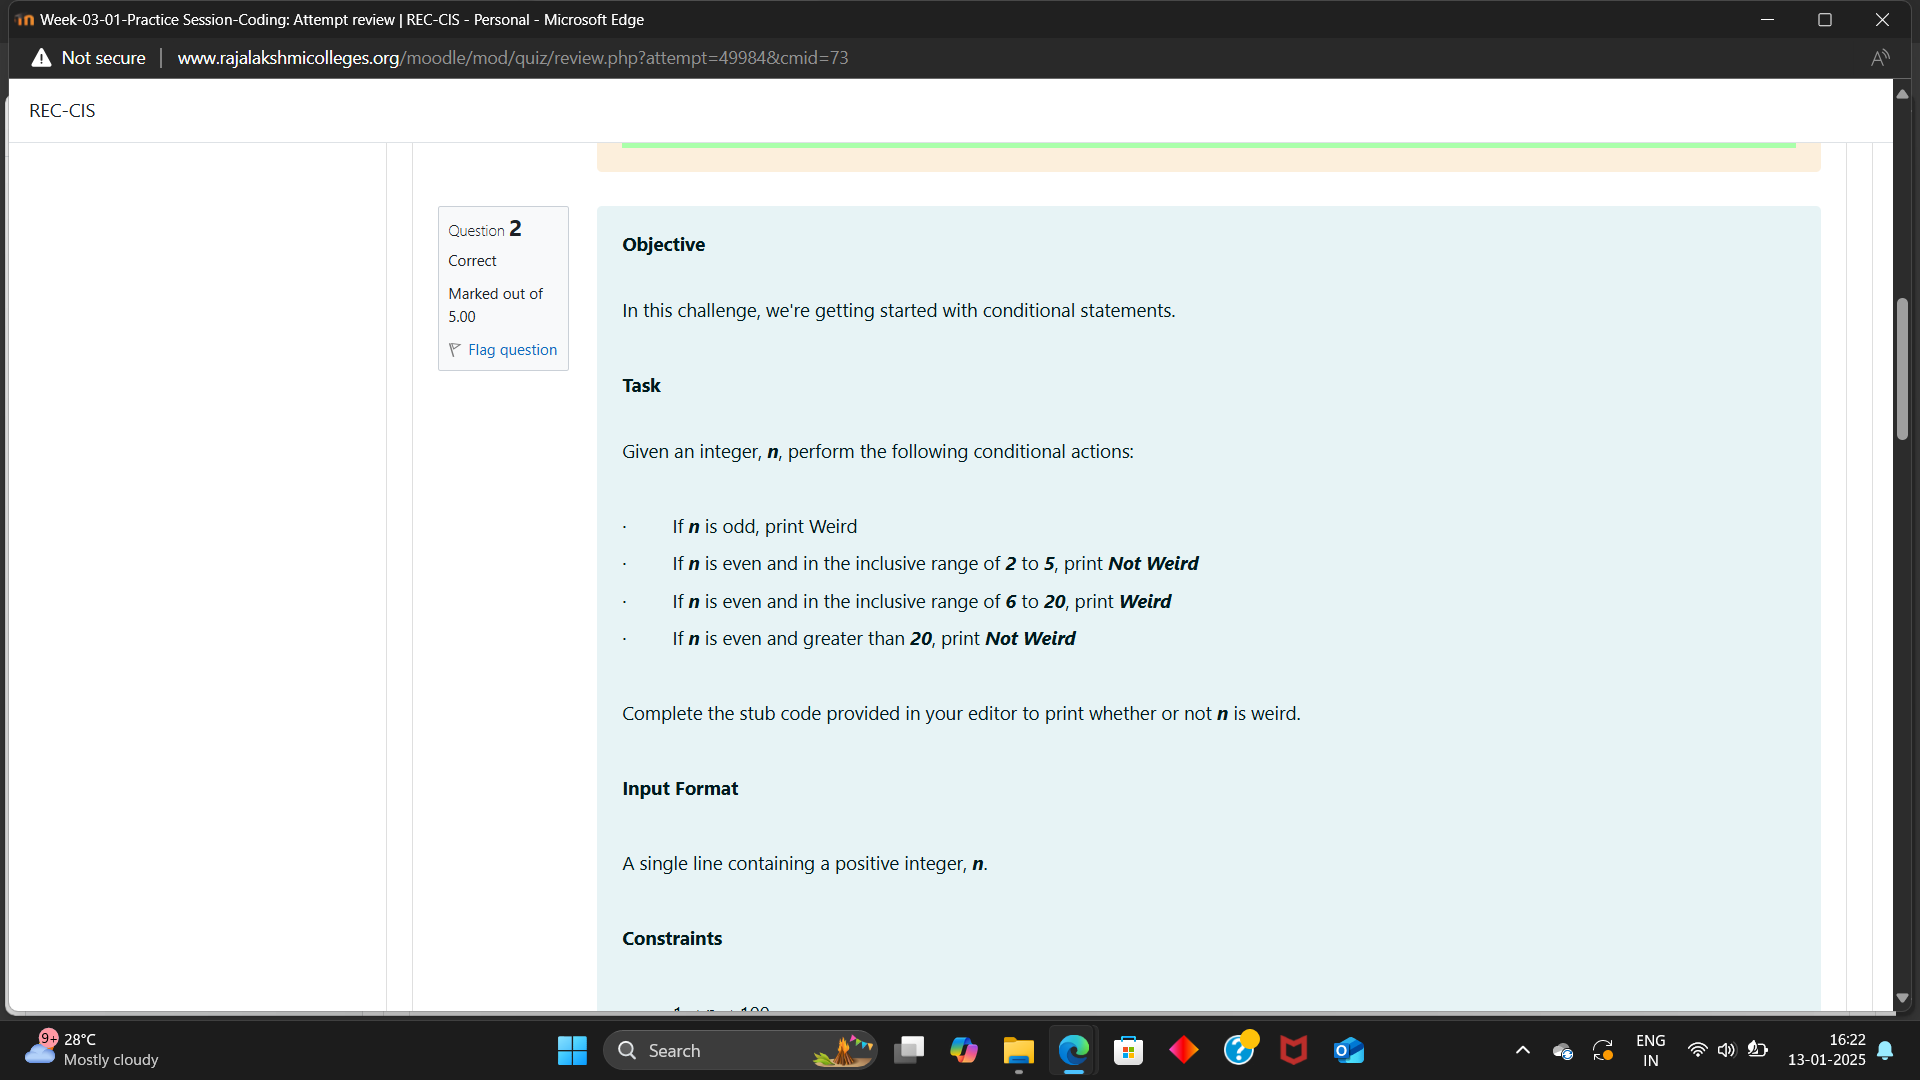 Week-03-01-Practice Session-Coding: Attempt review | REC-CIS - Personal - Microsoft Edge
Not secure | www.rajalakshmicolleges.org/moodle/mod/quiz/review.php?attempt=49984&cmid=73
REC-CIS
Question 2
Correct
Marked out of
5.00
Flag question
Objective
In this challenge, we're getting started with conditional statements.
Task
Given an integer, n, perform the following conditional actions:
· If n is odd, print Weird
· If n is even and in the inclusive range of 2 to 5, print Not Weird
· If n is even and in the inclusive range of 6 to 20, print Weird
· If n is even and greater than 20, print Not Weird
Complete the stub code provided in your editor to print whether or not n is weird.
Input Format
A single line containing a positive integer, n.
Constraints
9+
28°C
Mostly cloudy
Search
ENG
IN
16:22
13-01-2025